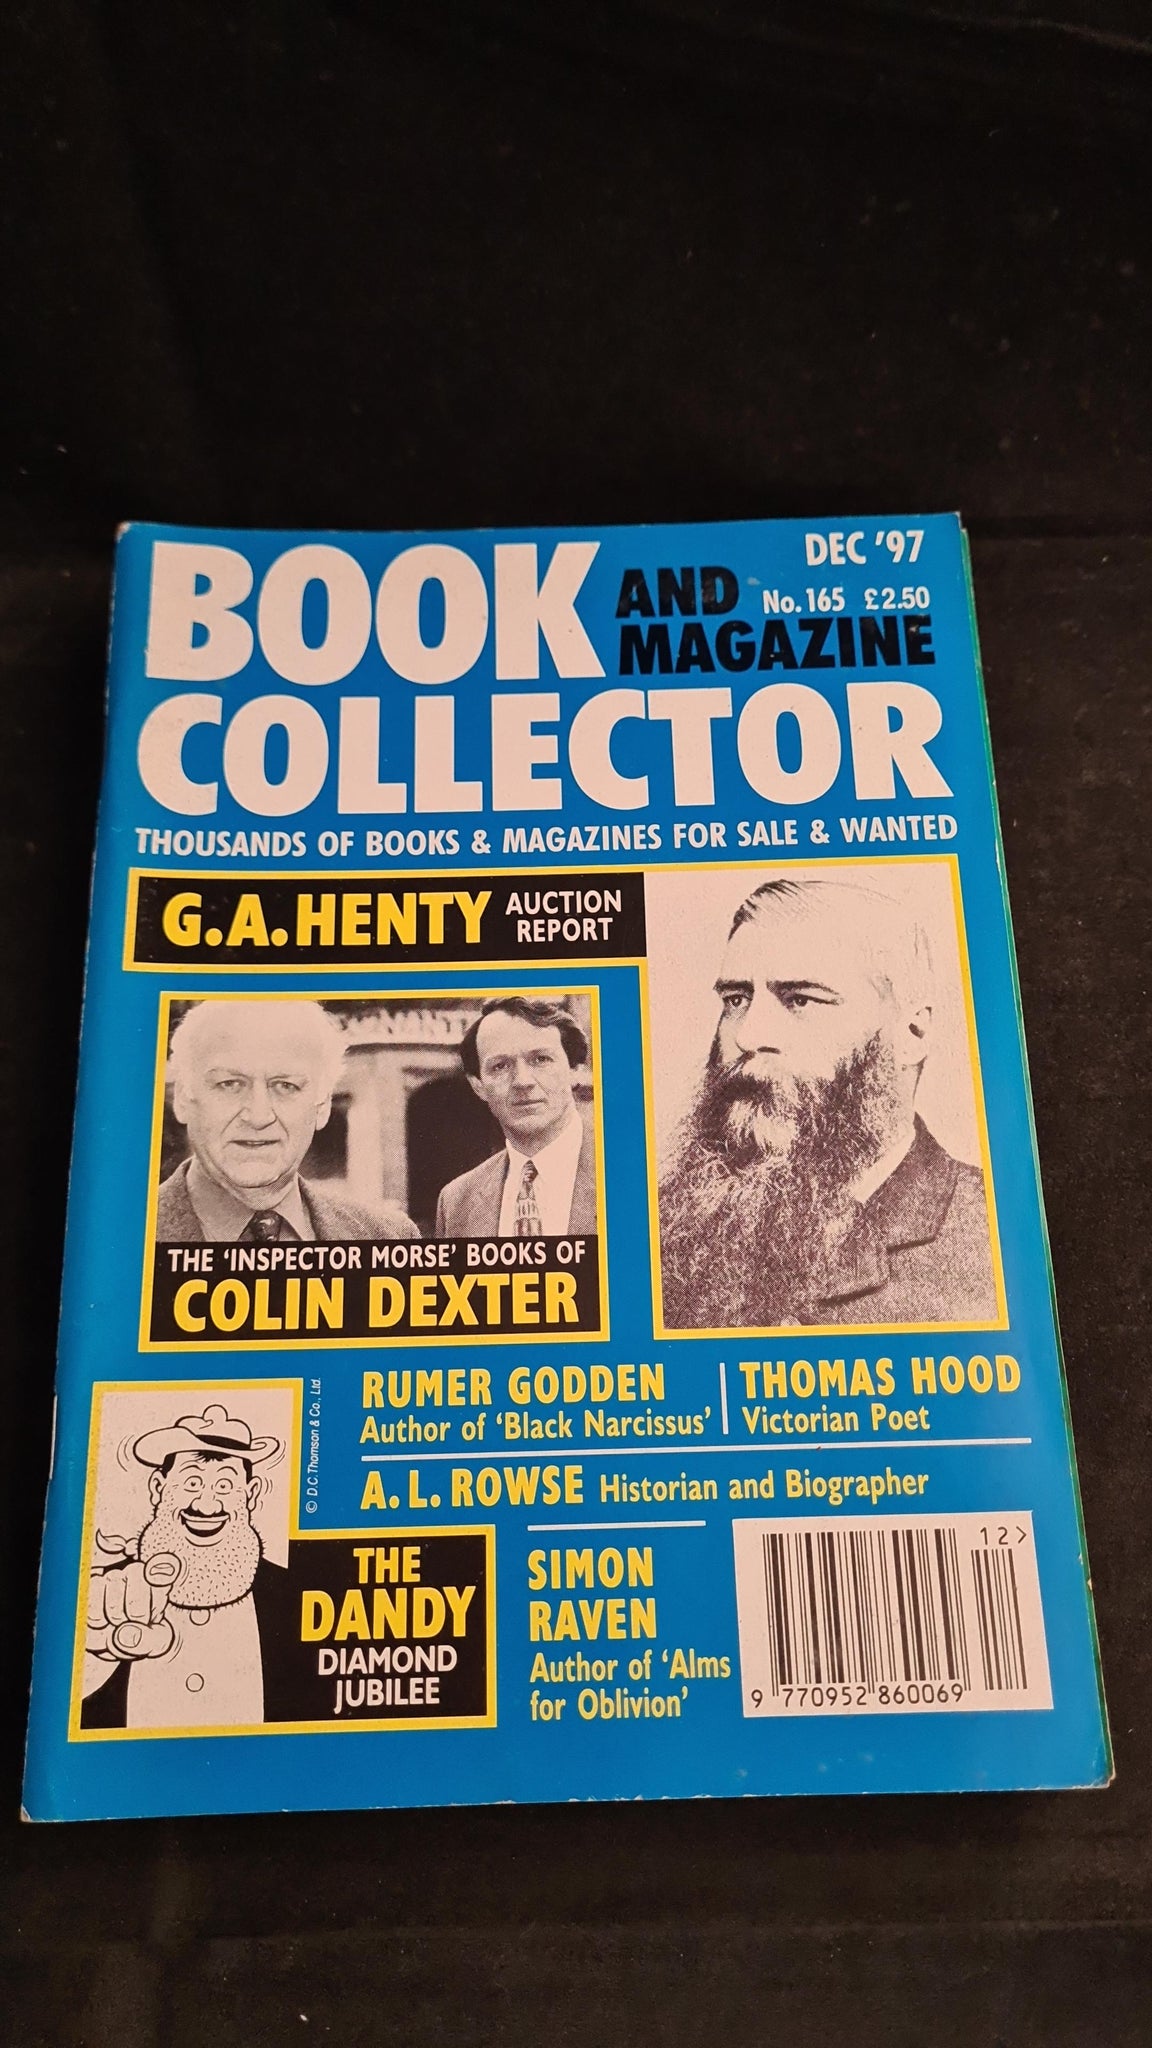 DEC '97
BOOK AND No. 165 £2.50
MAGAZINE
COLLECTOR
THOUSANDS OF BOOKS & MAGAZINES FOR SALE & WANTED
G.A.HENTY AUCTION
REPORT
THE 'INSPECTOR MORSE' BOOKS OF
COLIN DEXTER
RUMER GODDEN
Author of 'Black Narcissus'
THOMAS HOOD
Victorian Poet
A.L.ROWSE Historian and Biographer
© D.C.Thomson & Co., Ltd.
THE
DANDY
DIAMOND
JUBILEE
SIMON
RAVEN
Author of 'Alms
for Oblivion'
12>
9 770952 860069